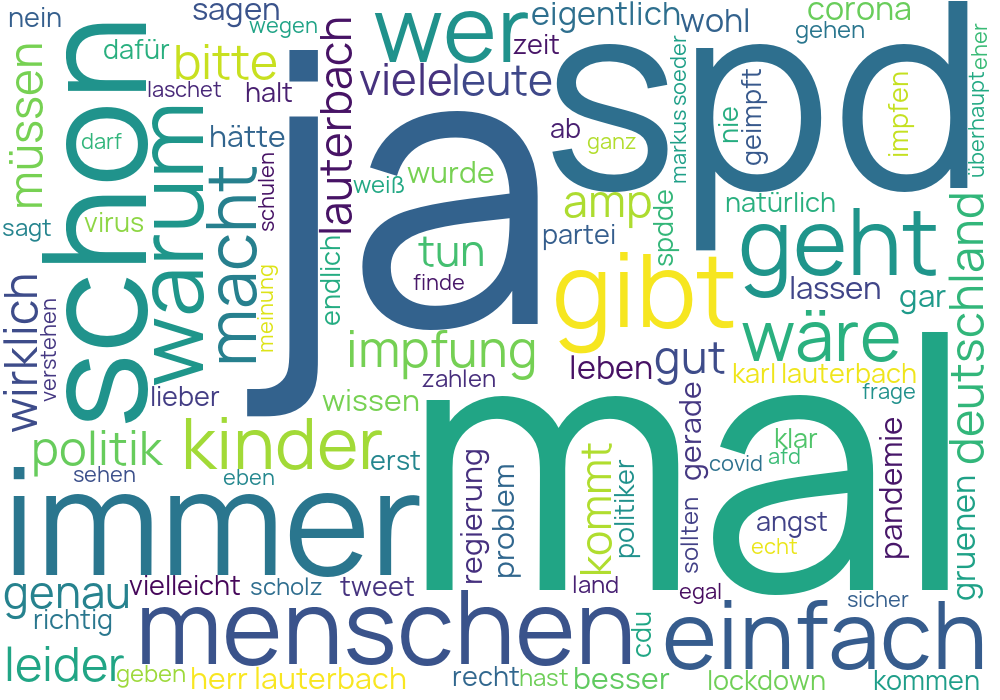 nein
sagen
wegen
wer
eigentlich
wohl
corona
gehen
dafür
bitte
zeit
müssen
schon
laschet
halt
lauterbach
viele
leute
spd
ja
mal
ab
ganz
markus soeder
nie
geimpft
impfen
überhaupt
eher
darf
warum
hätte
macht
schulen
weiß
wurde
sagt
virus
amp
spdde
natürlich
partei
geht
tun
finde
endlich
meinung
gibt
lassen
gar
deutschland
wirklich
verstehen
impfung
wäre
leben
gut
zahlen
karl lauterbach
frage
lieber
wissen
gerade
politik
kinder
erst
klar
afd
covid
pandemie
sehen
eben
immer
regierung
problem
kommt
politiker
sollten
angst
echt
gruenen
genau
vielleicht
scholz
tweet
land
egal
sicher
richtig
menschen
cdu
einfach
leider
geben
herr lauterbach
recht
hast
besser
lockdown
kommen